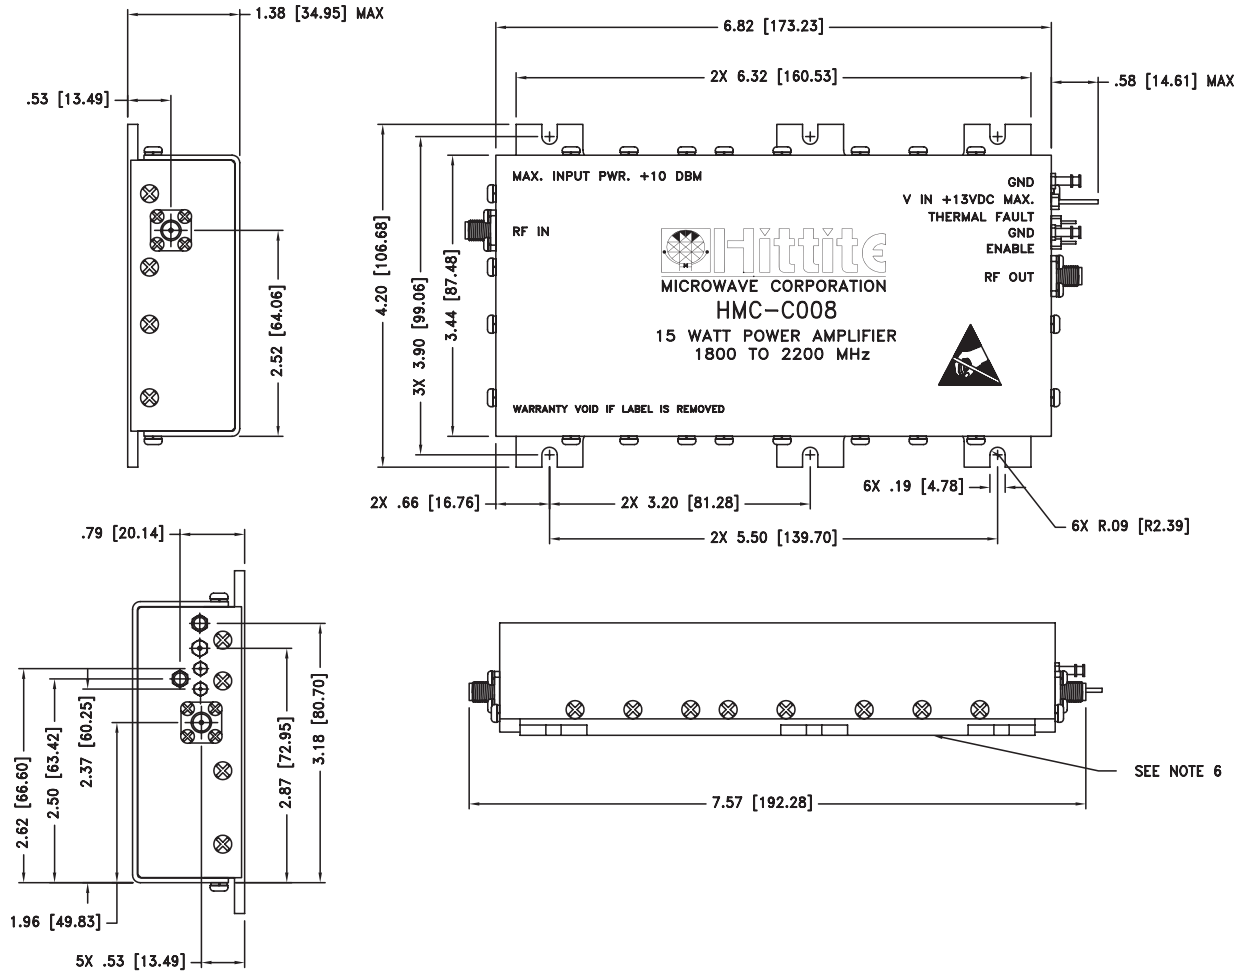 1.38 [34.95] MAX
.53 [13.49]
2.52 [64.06]
6.82 [173.23]
2X 6.32 [160.53]
.58 [14.61] MAX
4.20 [106.68]
3X 3.90 [99.06]
3.44 [87.48]
MAX. INPUT PWR. +10 DBM
RF IN
GND
V IN +13VDC MAX.
THERMAL FAULT
GND
ENABLE
RF OUT
Hittite
MICROWAVE CORPORATION
HMC-C008
15 WATT POWER AMPLIFIER
1800 TO 2200 MHz
WARRANTY VOID IF LABEL IS REMOVED
2X .66 [16.76]
2X 3.20 [81.28]
6X .19 [4.78]
2X 5.50 [139.70]
6X R.09 [R2.39]
.79 [20.14]
2.62 [66.60]
2.50 [63.42]
2.37 [60.25]
2.87 [72.95]
3.18 [80.70]
1.96 [49.83]
5X .53 [13.49]
SEE NOTE 6
7.57 [192.28]